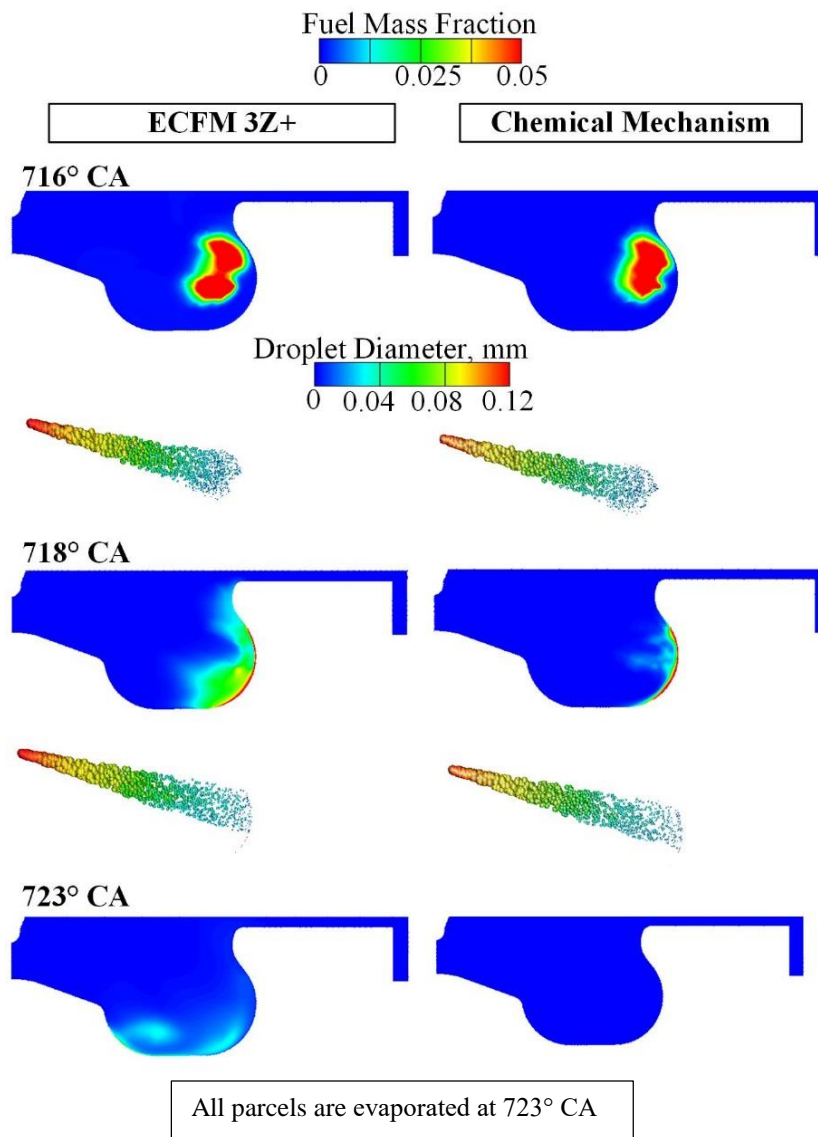 Fuel Mass Fraction
0 0.025 0.05
ECFM 3Z+ Chemical Mechanism
716° CA
Droplet Diameter, mm
0 0.04 0.08 0.12
718° CA
723° CA
All parcels are evaporated at 723° CA